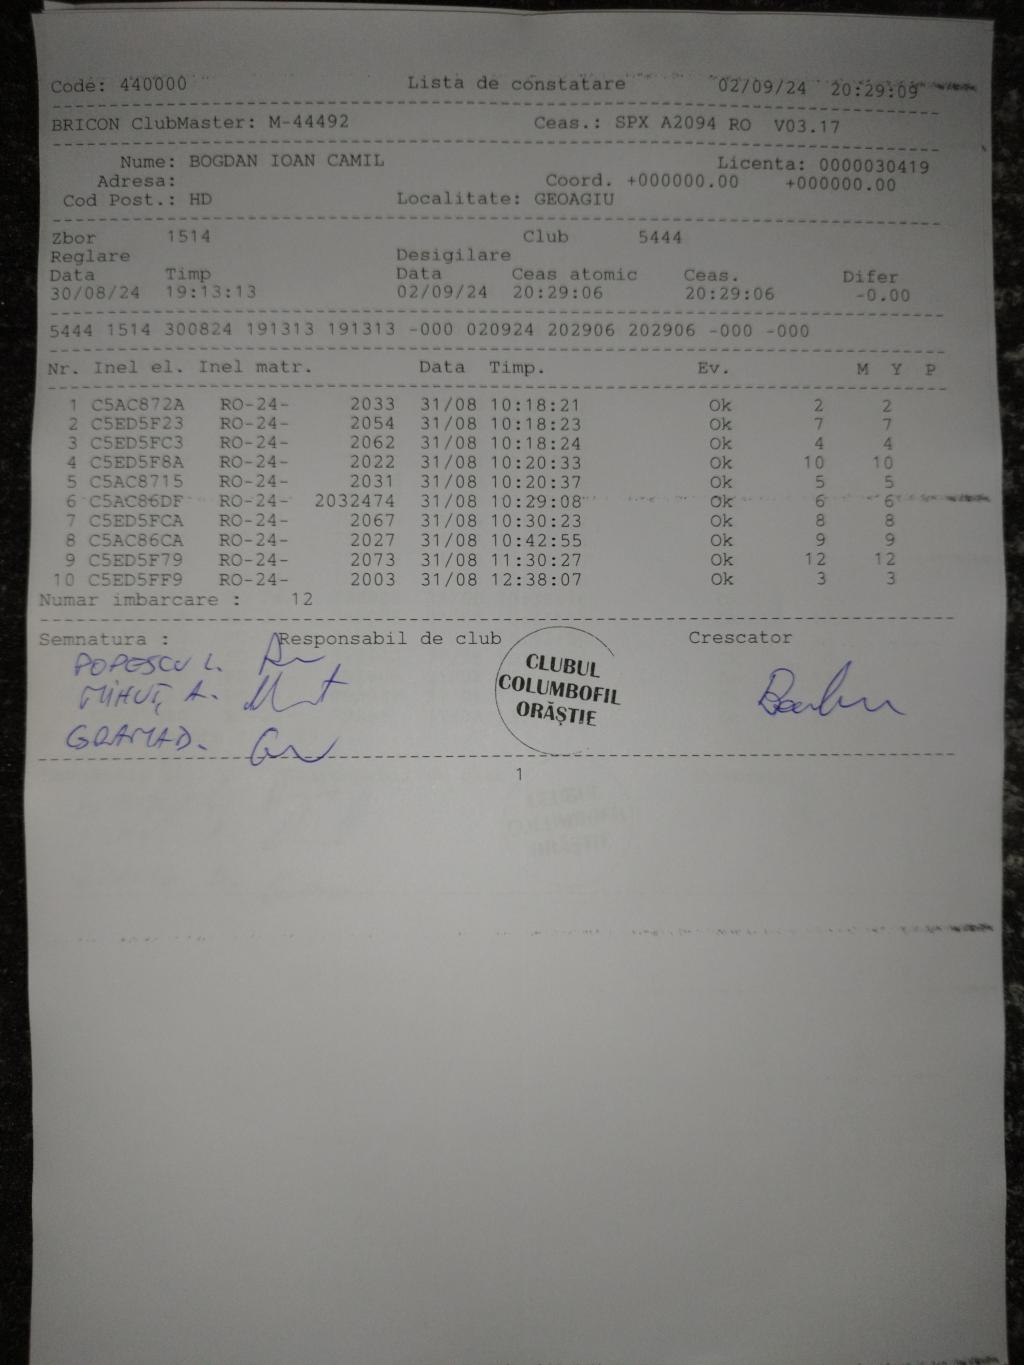 Code: 440000 Lista de constatare 02/09/24 20:29:09
BRICON ClubMaster: M-44492 Ceas.: SPX A2094 RO V03.17
Nume: BOGDAN IOAN CAMIL Licenta: 0000030419
Adresa: Coord. +000000.00 +000000.00
Cod Post.: HD Localitate: GEOAGIU
Zbor 1514 Club 5444
Reglare Desigilare
Data Timp Data Ceas atomic Ceas. Difer
30/08/24 19:13:13 02/09/24 20:29:06 20:29:06 -0.00
5444 1514 300824 191313 191313 -000 020924 202906 202906 -000 -000
Nr. Inel el. Inel matr. Data Timp. Ev. M Y P
1 C5AC872A RO-24- 2033 31/08 10:18:21 Ok 2 2
2 C5ED5F23 RO-24- 2054 31/08 10:18:23 Ok 7 7
3 C5ED5FC3 RO-24- 2062 31/08 10:18:24 Ok 4 4
4 C5ED5F8A RO-24- 2022 31/08 10:20:33 Ok 10 10
5 C5AC8715 RO-24- 2031 31/08 10:20:37 Ok 5 5
6 C5AC86DF RO-24- 2032474 31/08 10:29:08 Ok 6 6
7 C5ED5FCA RO-24- 2067 31/08 10:30:23 Ok 8 8
8 C5AC86CA RO-24- 2027 31/08 10:42:55 Ok 9 9
9 C5ED5F79 RO-24- 2073 31/08 11:30:27 Ok 12 12
10 C5ED5FF9 RO-24- 2003 31/08 12:38:07 Ok 3 3
Numar imbarcare : 12
Semnatura : Responsabil de club Crescator
POPESCU L.
MIHUȚ A.
GRAMA D.
CLUBUL
COLUMBOFIL
ORĂȘTIE
1